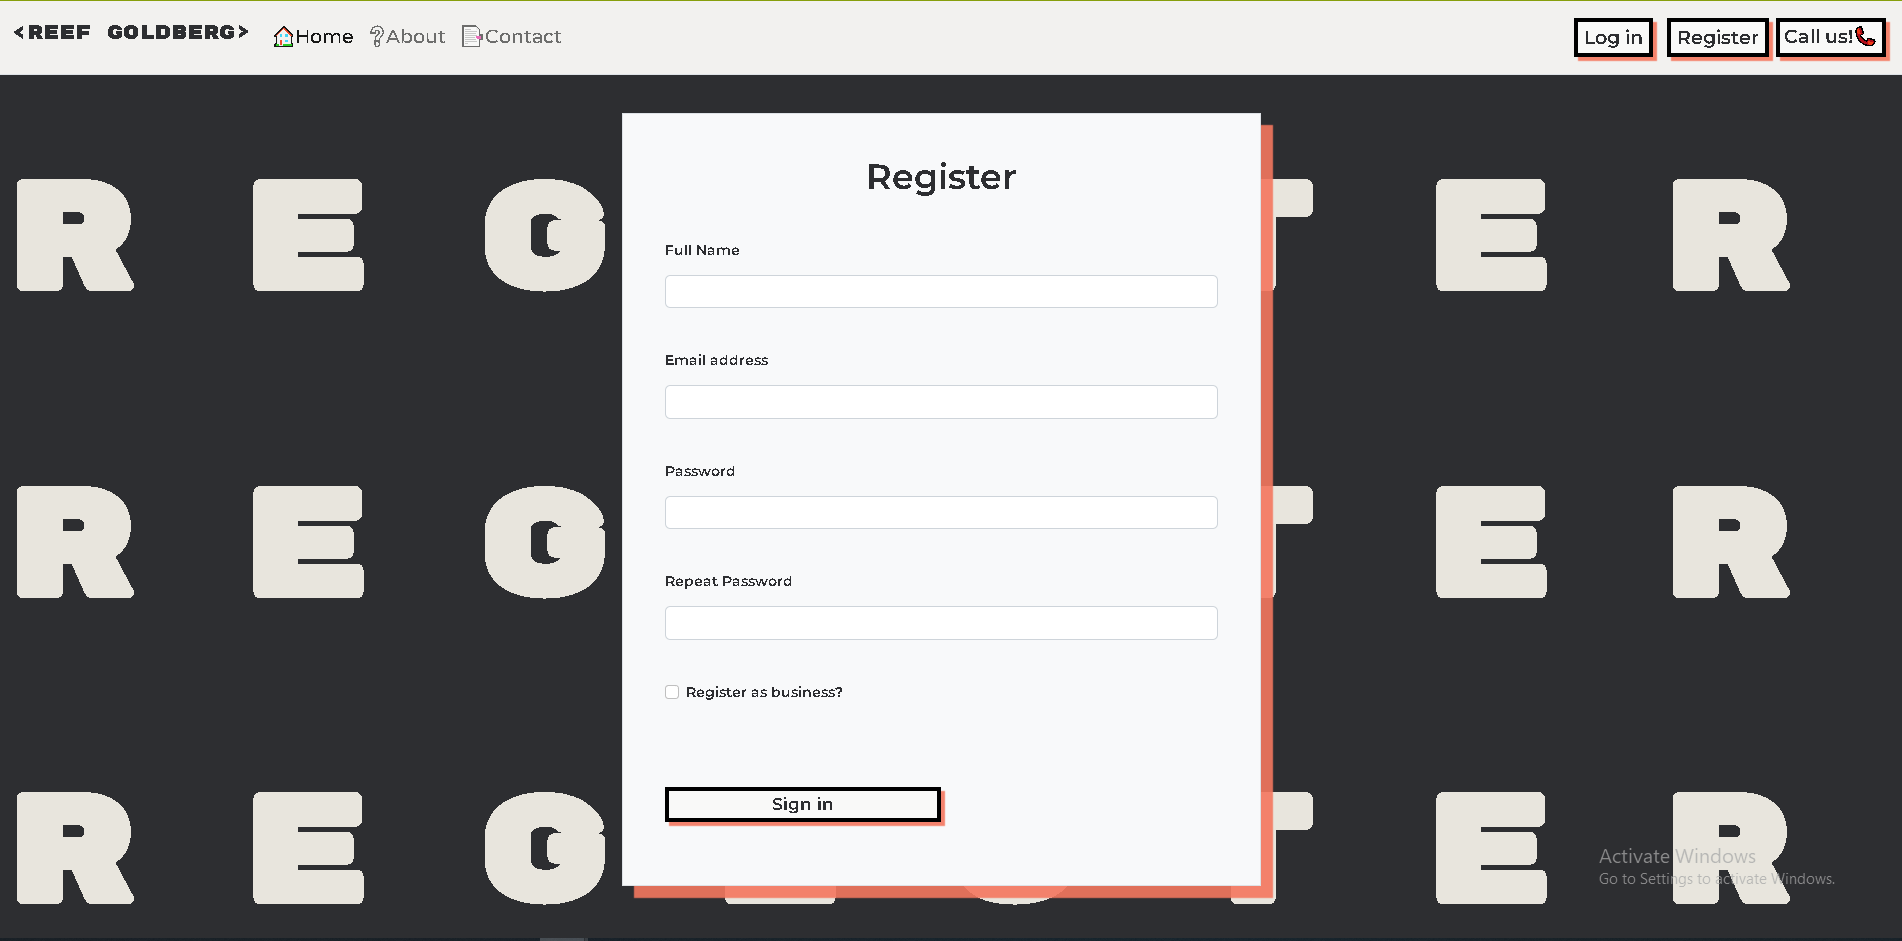 <REEF GOLDBERG> Home About Contact Log in Register Call us!
Register
R E G T E R
Full Name
Email address
Password
R E G T E R
Repeat Password
Register as business?
Sign in
R E G T E R
Activate Windows
Go to Settings to activate Windows.